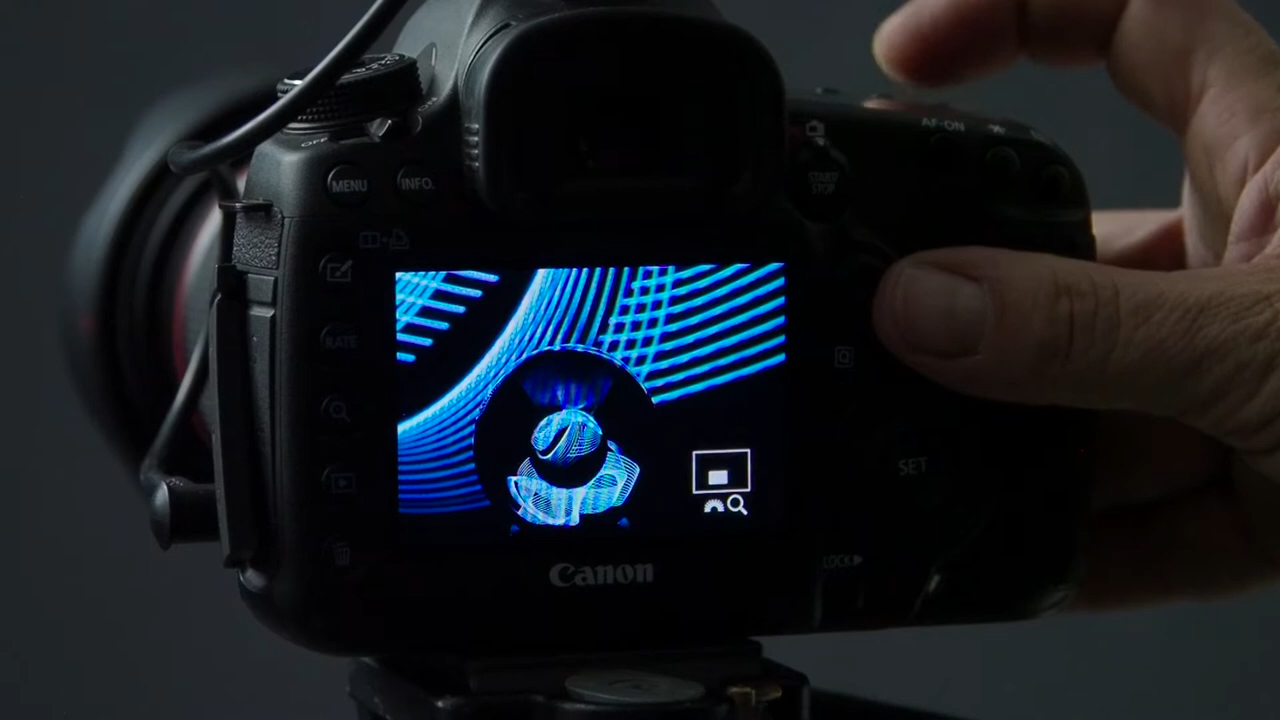 OFF
MENU
INFO.
AF-ON
START
STOP
RATE
Q
SET
Canon
LOCK▶